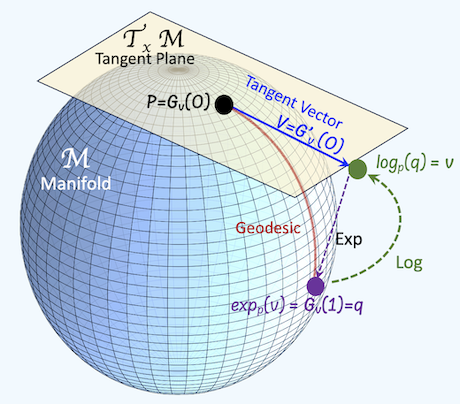 𝒯ₓ ℳ
Tangent Plane
P=Gᵥ(0)
Tangent Vector
V=G'ᵥ(0)
ℳ
Manifold
logₚ(q) = v
Geodesic
Exp
Log
expₚ(v) = Gᵥ(1)=q